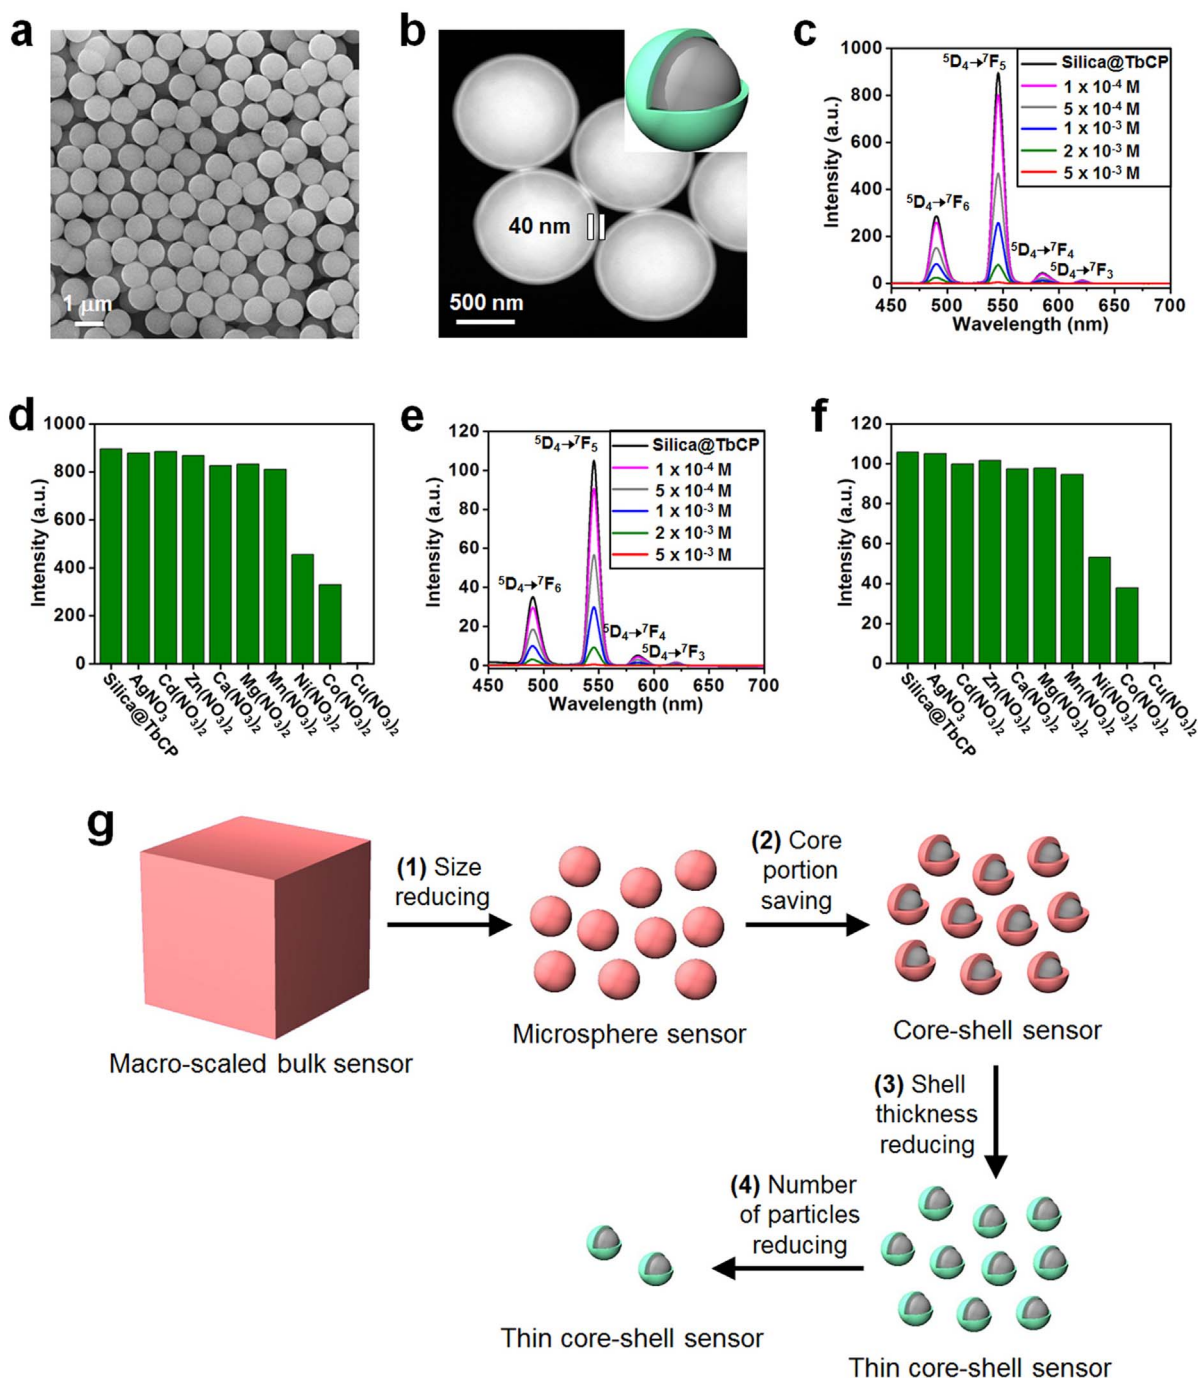 a
1 μm
b
40 nm
500 nm
c
1000
800
600
400
200
0
Intensity (a.u.)
⁵D₄→⁷F₅
⁵D₄→⁷F₆
⁵D₄→⁷F₄
⁵D₄→⁷F₃
Silica@TbCP
1 x 10⁻⁴ M
5 x 10⁻⁴ M
1 x 10⁻³ M
2 x 10⁻³ M
5 x 10⁻³ M
450 500 550 600 650 700
Wavelength (nm)
d
1000
800
600
400
200
0
Intensity (a.u.)
Silica@TbCP
AgNO₃
Cd(NO₃)₂
Zn(NO₃)₂
Ca(NO₃)₂
Mg(NO₃)₂
Mn(NO₃)₂
Ni(NO₃)₂
Co(NO₃)₂
Cu(NO₃)₂
e
120
100
80
60
40
20
0
Intensity (a.u.)
⁵D₄→⁷F₅
⁵D₄→⁷F₆
⁵D₄→⁷F₄
⁵D₄→⁷F₃
Silica@TbCP
1 x 10⁻⁴ M
5 x 10⁻⁴ M
1 x 10⁻³ M
2 x 10⁻³ M
5 x 10⁻³ M
450 500 550 600 650 700
Wavelength (nm)
f
120
100
80
60
40
20
0
Intensity (a.u.)
Silica@TbCP
AgNO₃
Cd(NO₃)₂
Zn(NO₃)₂
Ca(NO₃)₂
Mg(NO₃)₂
Mn(NO₃)₂
Ni(NO₃)₂
Co(NO₃)₂
Cu(NO₃)₂
g
(1) Size
reducing
(2) Core
portion
saving
Macro-scaled bulk sensor
Microsphere sensor
Core-shell sensor
(3) Shell
thickness
reducing
(4) Number
of particles
reducing
Thin core-shell sensor
Thin core-shell sensor